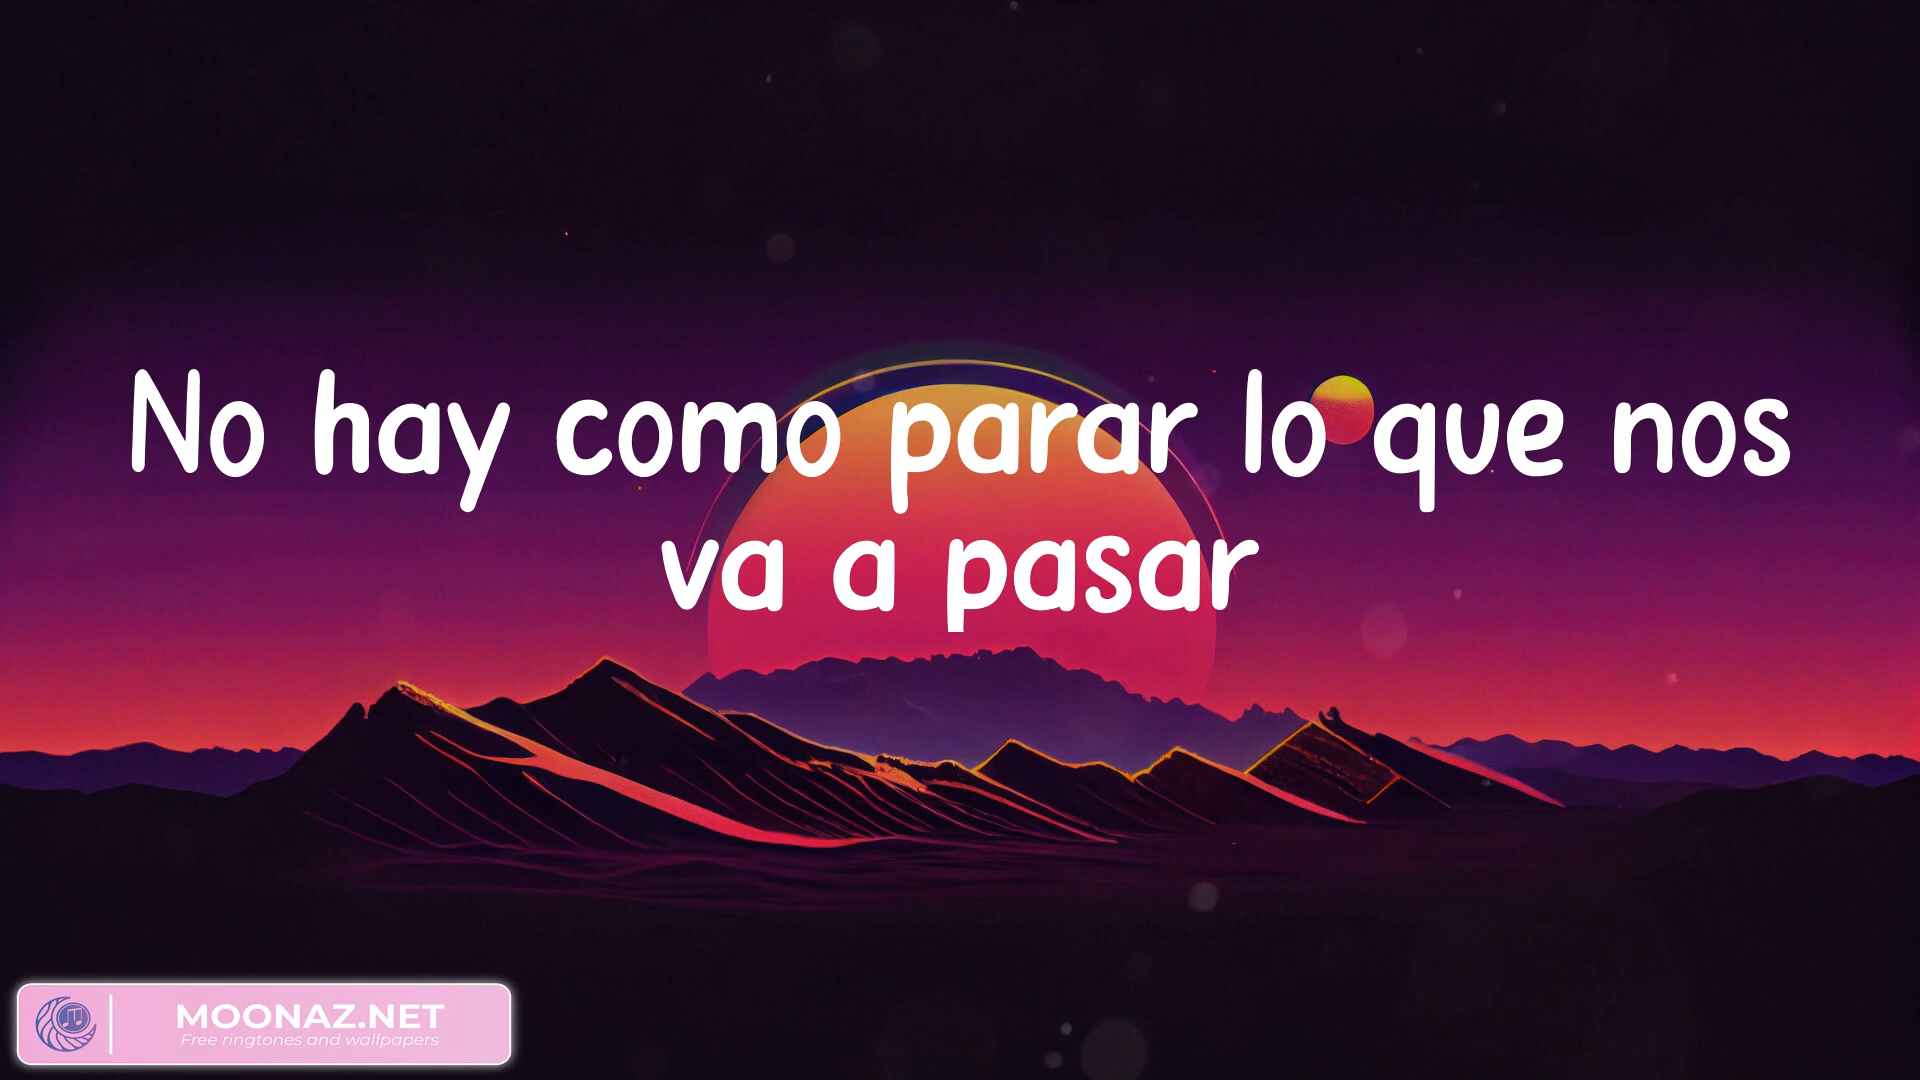 No hay como parar lo que nos
va a pasar
MOONAZ.NET
Free ringtones and wallpapers